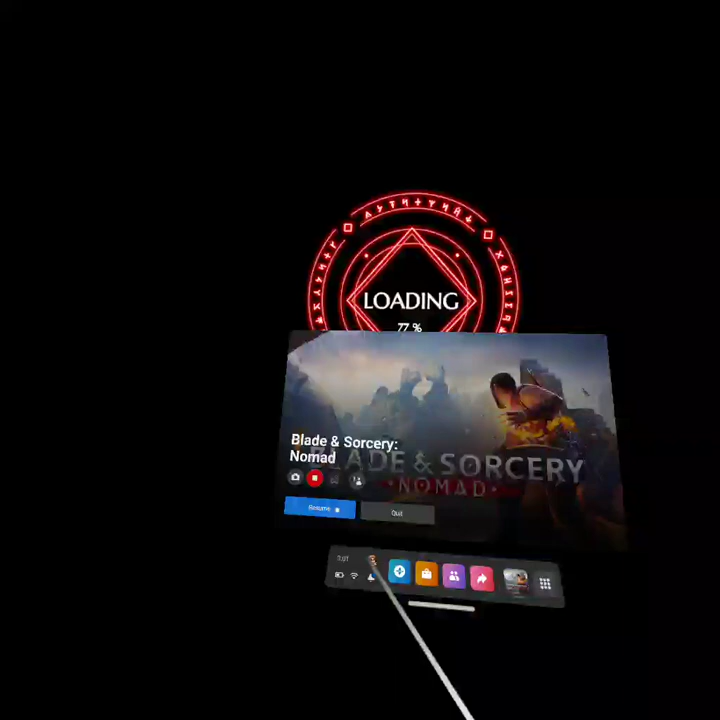 LOADING
77 %
Blade & Sorcery:
Nomad
BLADE & SORCERY
NOMAD
Resume
Quit